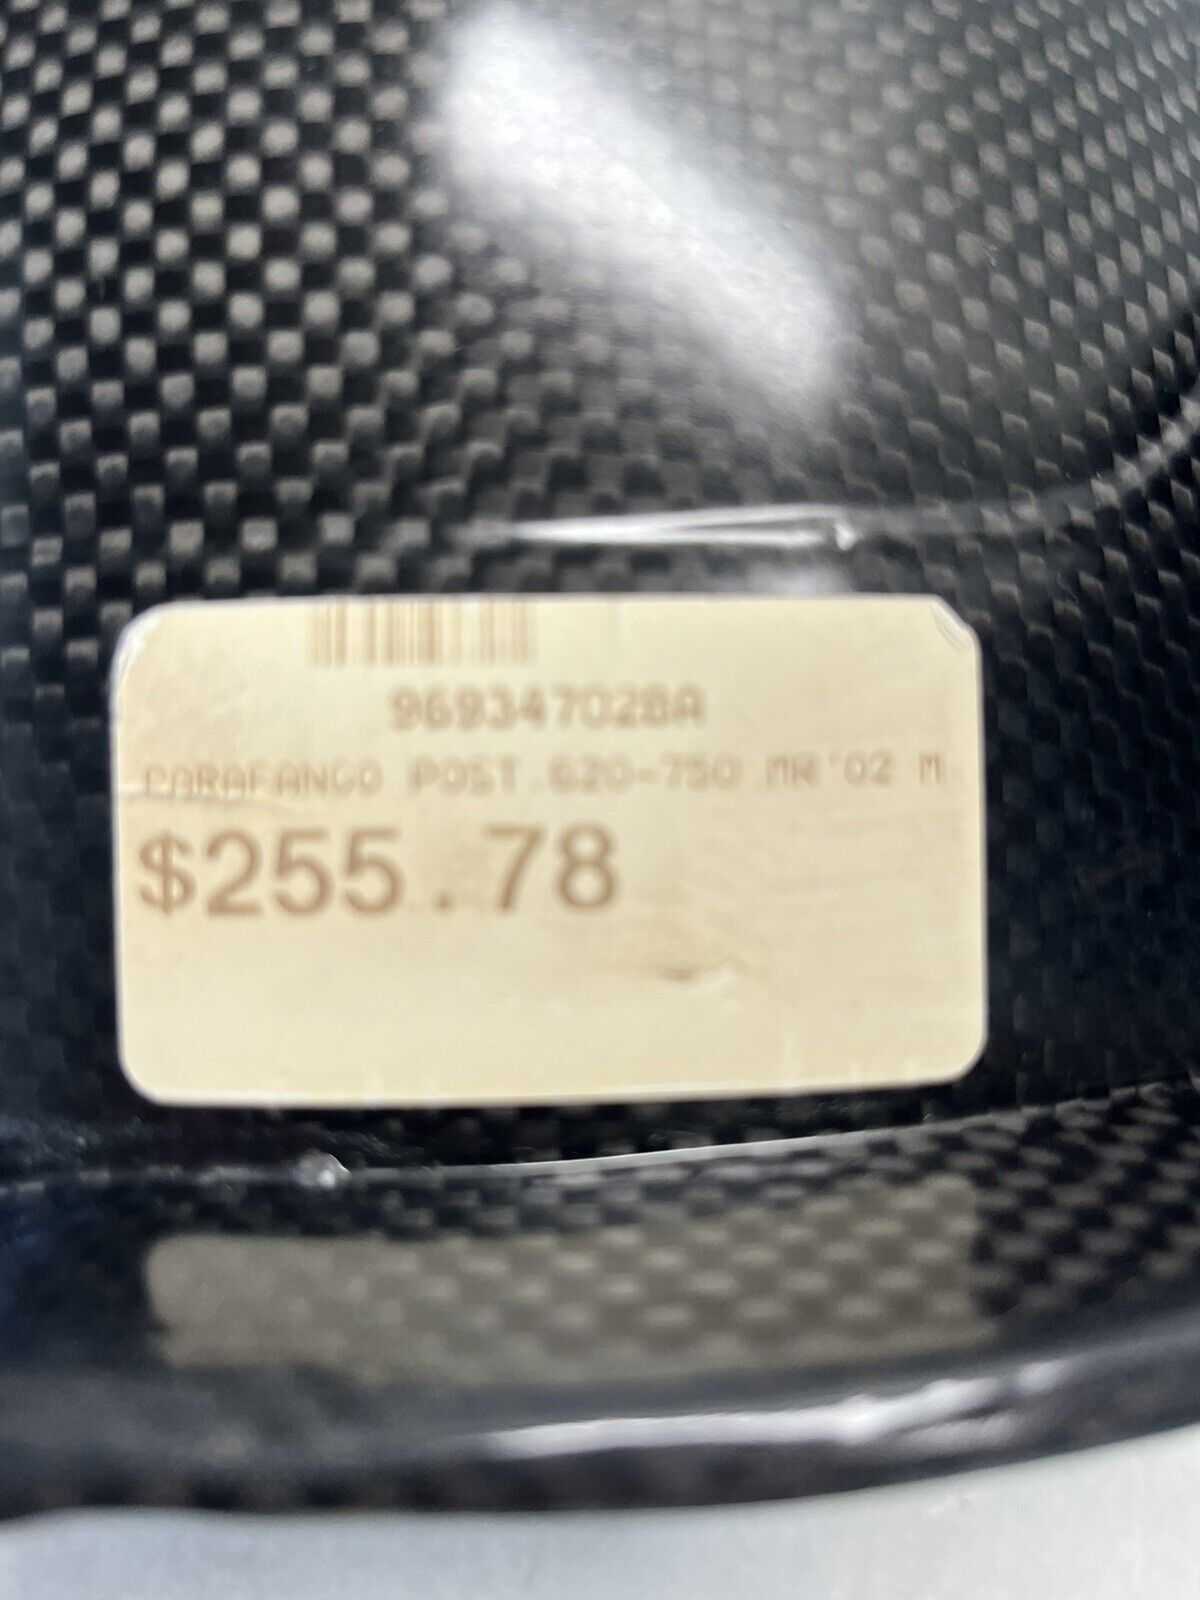 969347028A
PARAFANGO POST.620-750 MR'02 M
$255.78